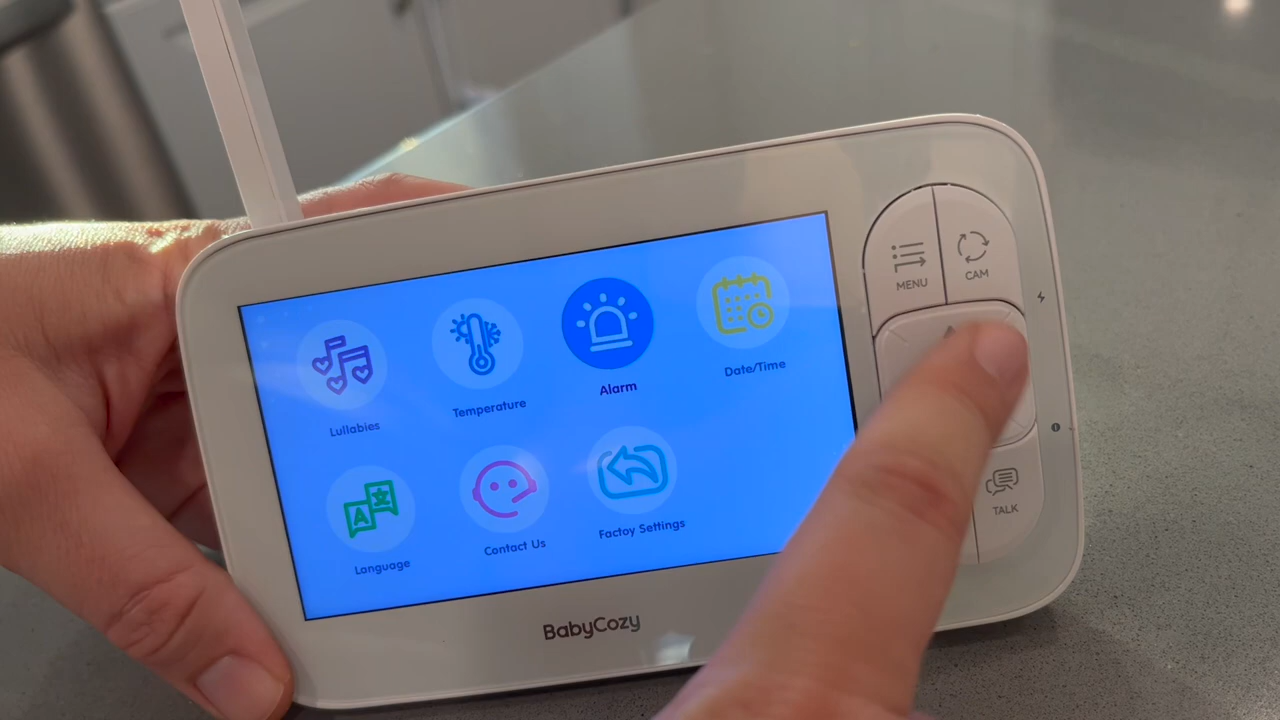 MENU
CAM
Lullabies
Temperature
Alarm
Date/Time
Language
Contact Us
Factoy Settings
TALK
BabyCozy